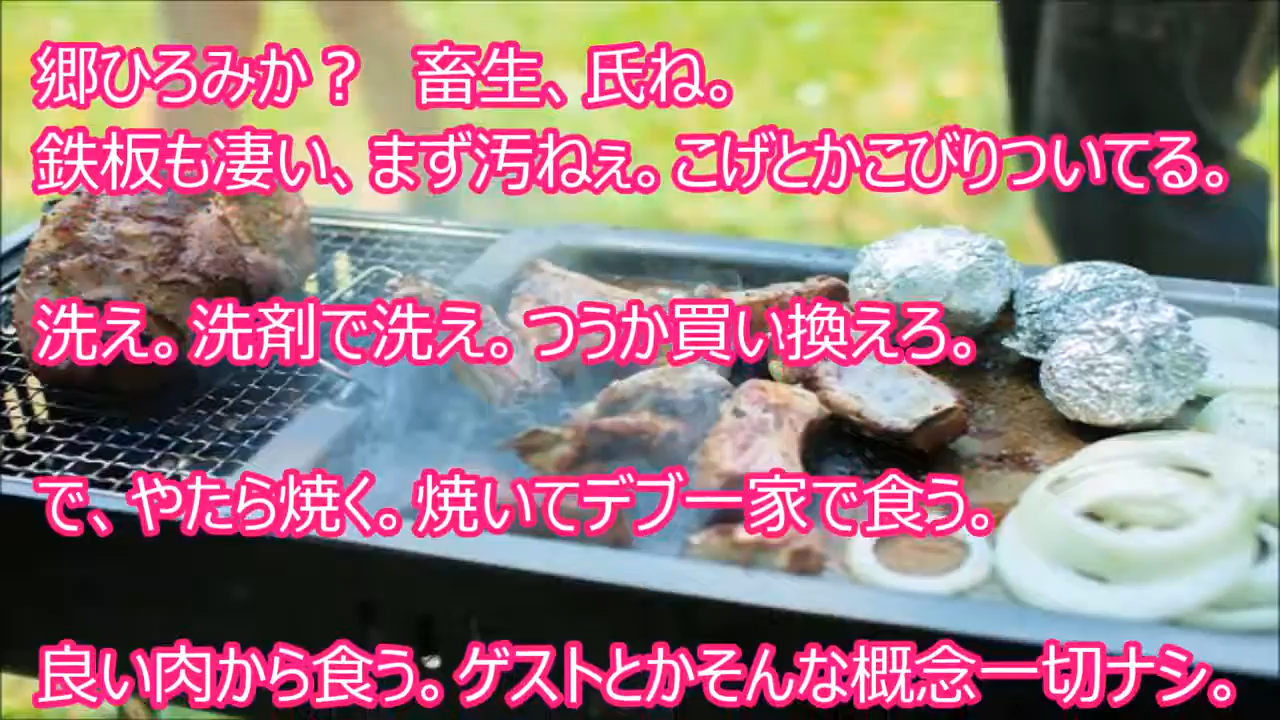 郷ひろみか？　畜生、氏ね。
鉄板も凄い、まず汚ねぇ。こげとかこびりついてる。
洗え。洗剤で洗え。つうか買い換えろ。
で、やたら焼く。焼いてデブ一家で食う。
良い肉から食う。ゲストとかそんな概念一切ナシ。